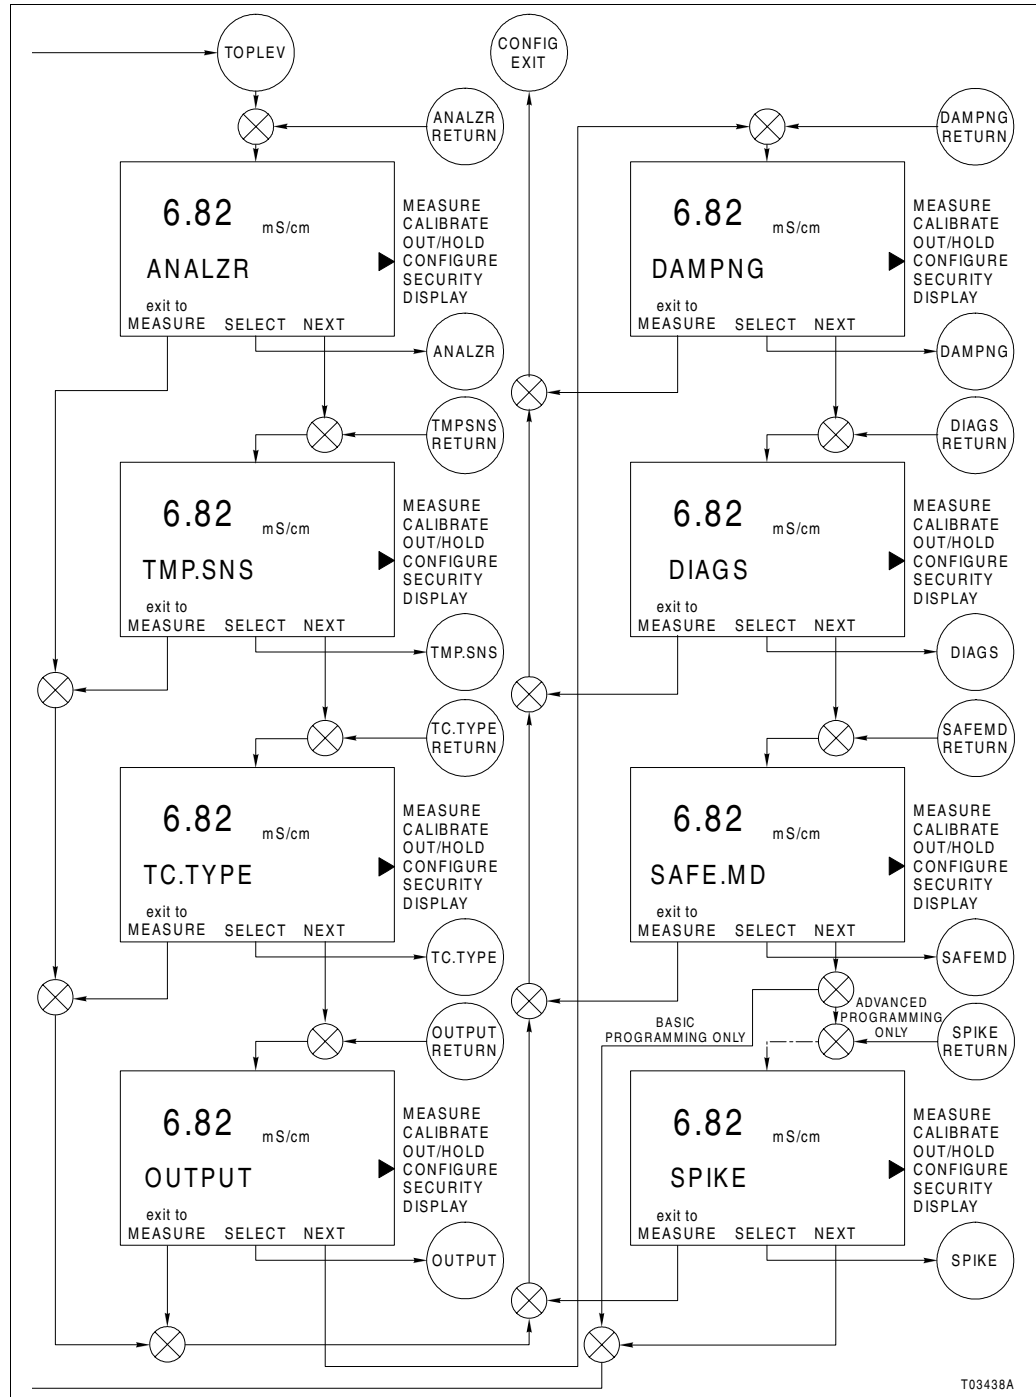 TOPLEV
ANALZR
RETURN
6.82
mS/cm
ANALZR
exit to
MEASURE SELECT NEXT
MEASURE
CALIBRATE
OUT/HOLD
CONFIGURE
SECURITY
DISPLAY
ANALZR
TMPSNS
RETURN
6.82
mS/cm
TMP.SNS
exit to
MEASURE SELECT NEXT
MEASURE
CALIBRATE
OUT/HOLD
CONFIGURE
SECURITY
DISPLAY
TMP.SNS
TC.TYPE
RETURN
6.82
mS/cm
TC.TYPE
exit to
MEASURE SELECT NEXT
MEASURE
CALIBRATE
OUT/HOLD
CONFIGURE
SECURITY
DISPLAY
TC.TYPE
OUTPUT
RETURN
6.82
mS/cm
OUTPUT
exit to
MEASURE SELECT NEXT
MEASURE
CALIBRATE
OUT/HOLD
CONFIGURE
SECURITY
DISPLAY
OUTPUT
CONFIG
EXIT
DAMPNG
RETURN
6.82
mS/cm
DAMPNG
exit to
MEASURE SELECT NEXT
MEASURE
CALIBRATE
OUT/HOLD
CONFIGURE
SECURITY
DISPLAY
DAMPNG
DIAGS
RETURN
6.82
mS/cm
DIAGS
exit to
MEASURE SELECT NEXT
MEASURE
CALIBRATE
OUT/HOLD
CONFIGURE
SECURITY
DISPLAY
DIAGS
SAFEMD
RETURN
6.82
mS/cm
SAFE.MD
exit to
MEASURE SELECT NEXT
MEASURE
CALIBRATE
OUT/HOLD
CONFIGURE
SECURITY
DISPLAY
SAFEMD
BASIC
PROGRAMMING ONLY
ADVANCED
PROGRAMMING
ONLY
SPIKE
RETURN
6.82
mS/cm
SPIKE
exit to
MEASURE SELECT NEXT
MEASURE
CALIBRATE
OUT/HOLD
CONFIGURE
SECURITY
DISPLAY
SPIKE
T03438A